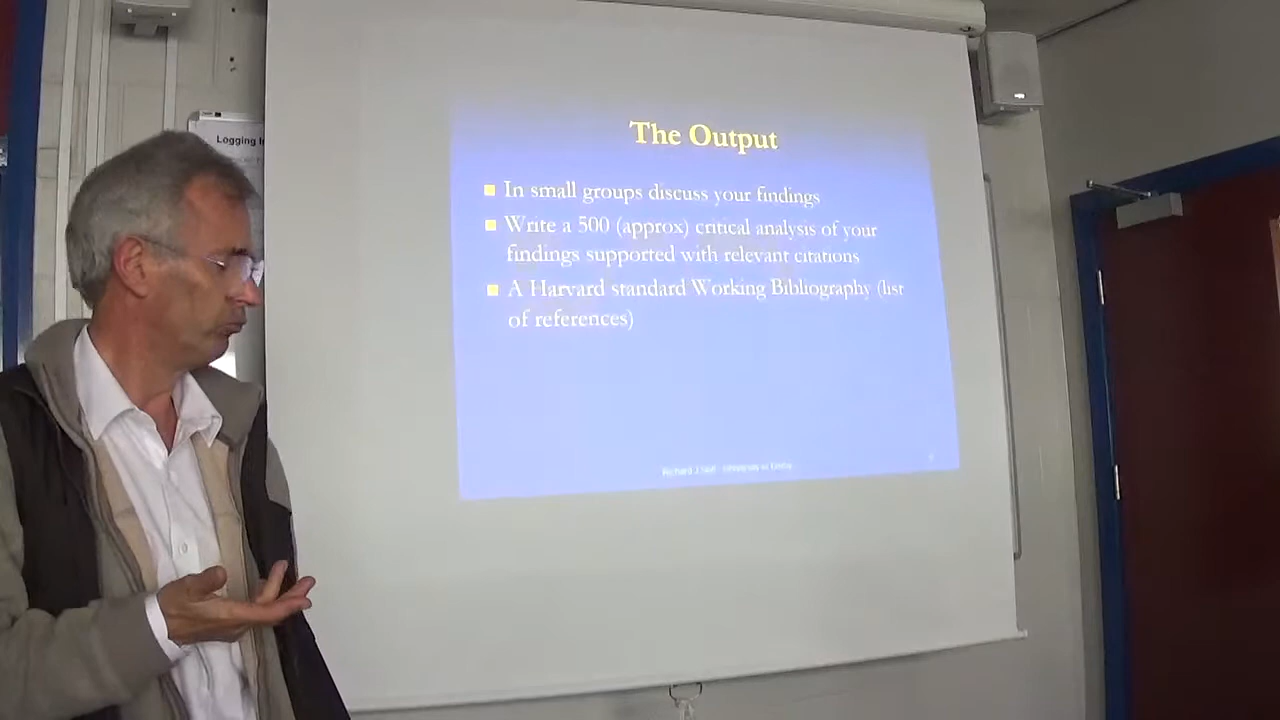 Logging
The Output
In small groups discuss your findings
Write a 500 (approx) critical analysis of your
findings supported with relevant citations
A Harvard standard Working Bibliography (list
of references)
Richard J